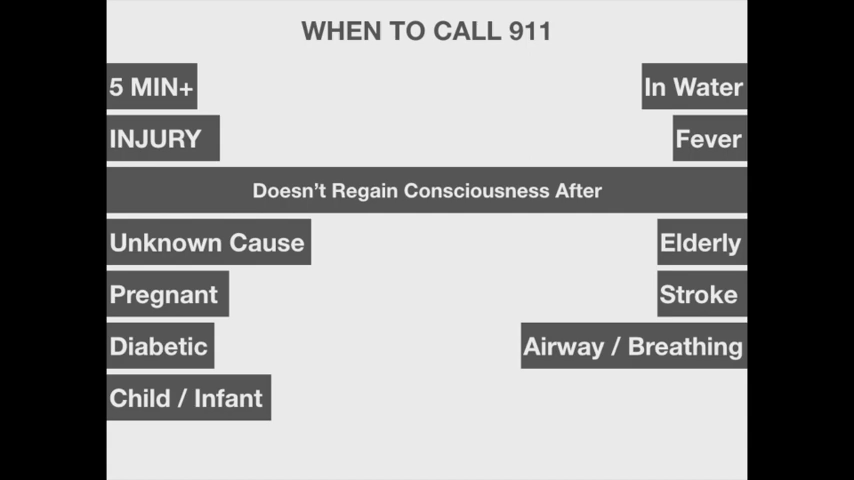 WHEN TO CALL 911
5 MIN+
In Water
INJURY
Fever
Doesn't Regain Consciousness After
Unknown Cause
Elderly
Pregnant
Stroke
Diabetic
Airway / Breathing
Child / Infant